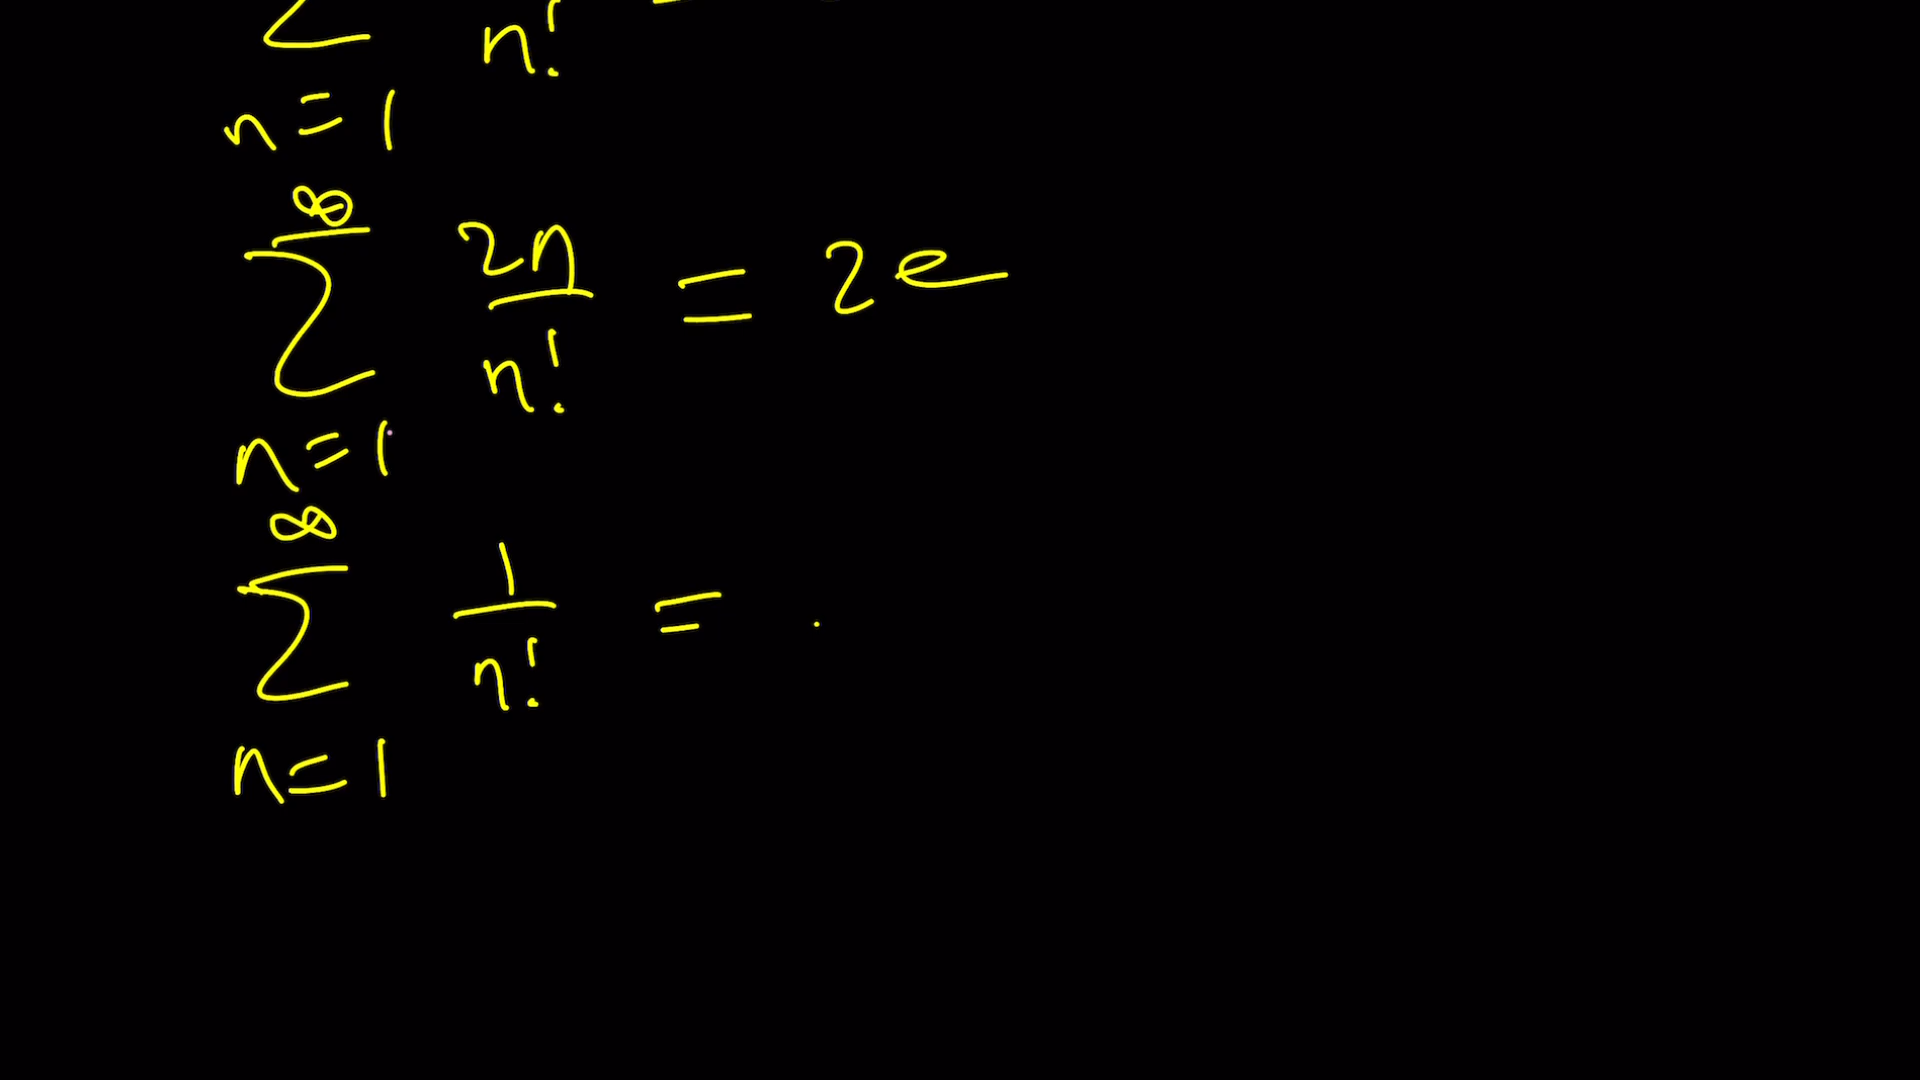 ∑ n! 
n=1
∞
∑ 2n/n! = 2e
n=1
∞
∑ 1/n! = .
n=1